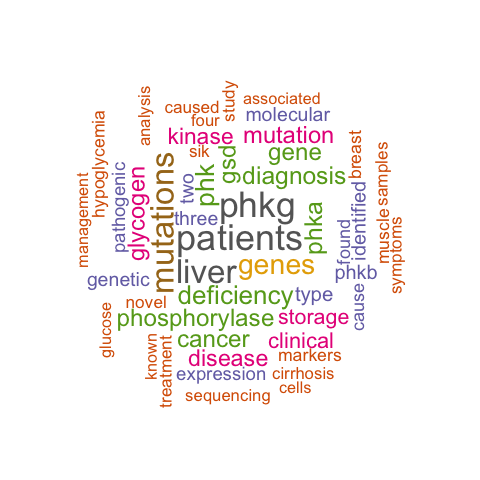 associated
study
caused
analysis
four
molecular
kinase
mutation
hypoglycemia
sik
gene
breast
samples
gsd
diagnosis
pathogenic
glycogen
mutations
phk
two
phkg
phka
identified
management
three
patients
found
muscle
symptoms
genetic
liver
genes
phkb
deficiency
type
cause
novel
glucose
phosphorylase
storage
known
treatment
cancer
clinical
disease
markers
expression
cirrhosis
sequencing
cells